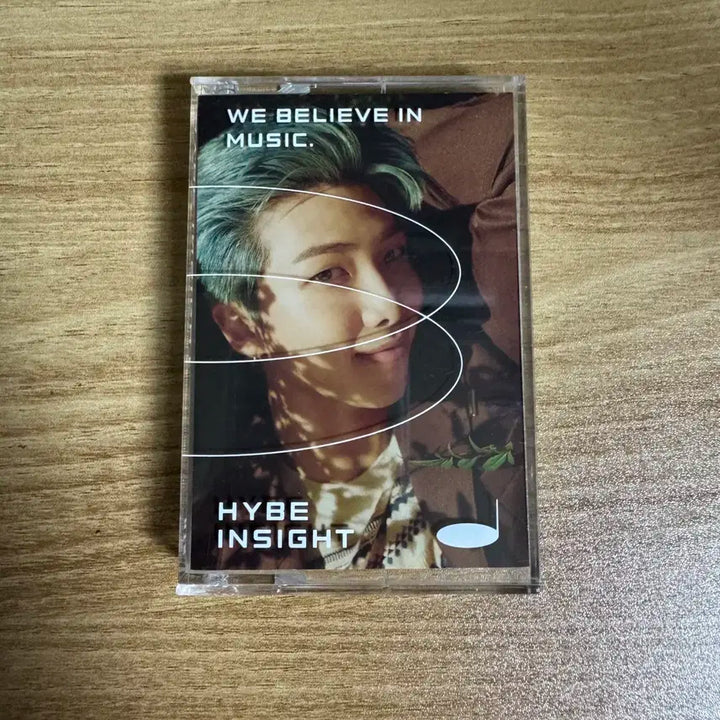 WE BELIEVE IN
MUSIC.
HYBE
INSIGHT